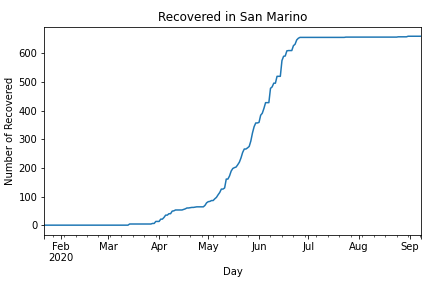 Recovered in San Marino
Number of Recovered
600
500
400
300
200
100
0
Feb
2020
Mar
Apr
May
Jun
Jul
Aug
Sep
Day